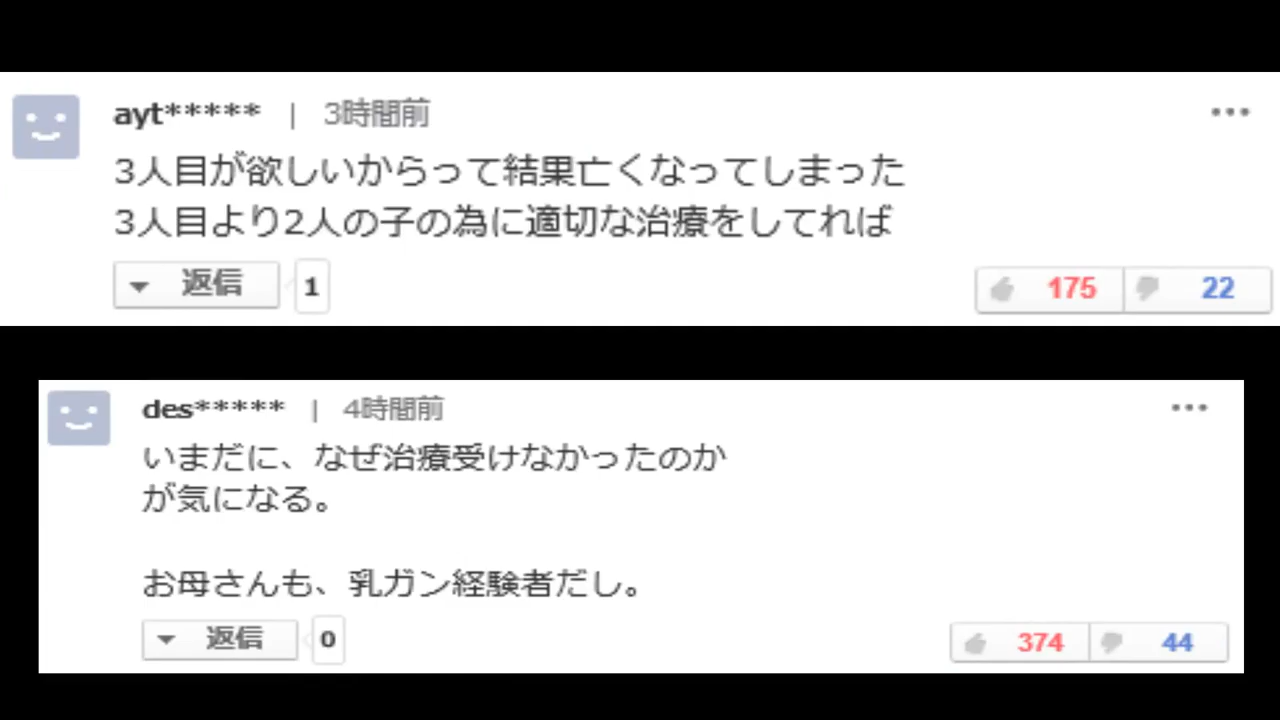 ayt***** | 3時間前
3人目が欲しいからって結果亡くなってしまった
3人目より2人の子の為に適切な治療をしてれば
返信 1 175 22
des***** | 4時間前
いまだに、なぜ治療受けなかったのか
が気になる。
お母さんも、乳ガン経験者だし。
返信 0 374 44